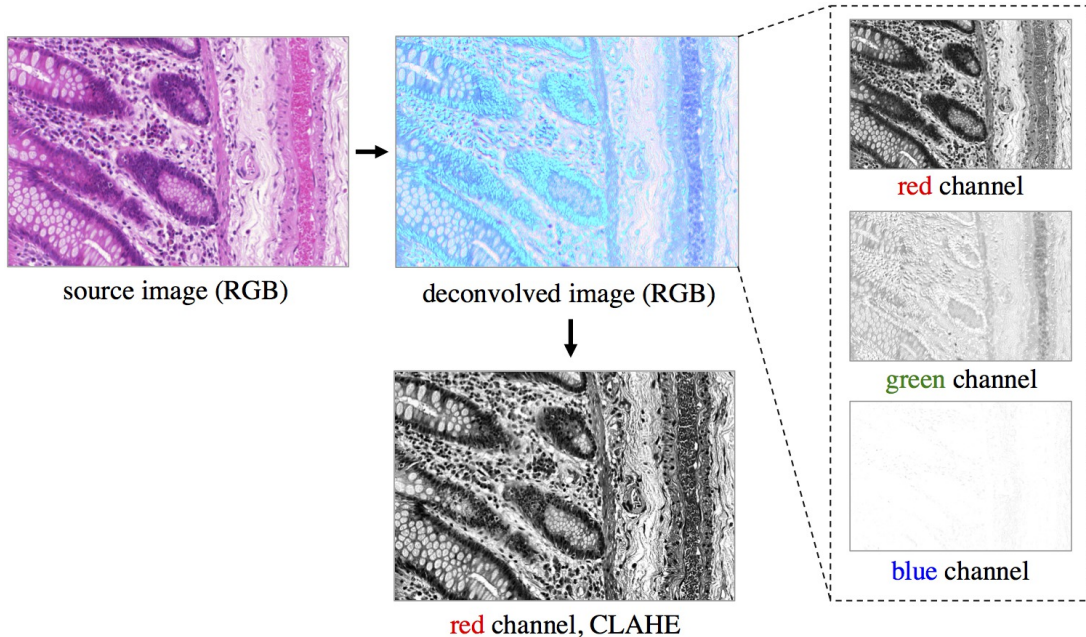 source image (RGB)
deconvolved image (RGB)
red channel
green channel
blue channel
red channel, CLAHE